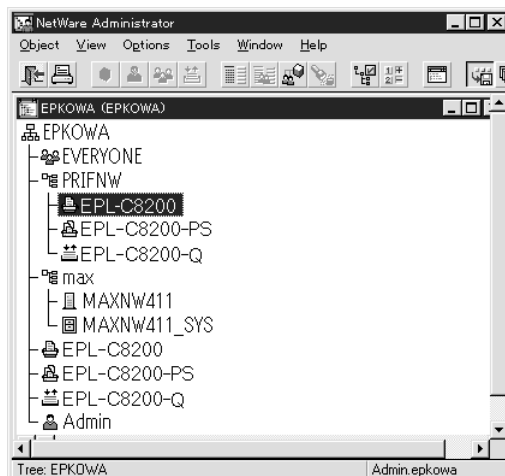 NetWare Administrator
Object View Options Tools Window Help
EPKOWA (EPKOWA)
EPKOWA
EVERYONE
PRIFNW
EPL-C8200
EPL-C8200-PS
EPL-C8200-Q
max
MAXNW411
MAXNW411_SYS
EPL-C8200
EPL-C8200-PS
EPL-C8200-Q
Admin
Tree: EPKOWA Admin.epkowa